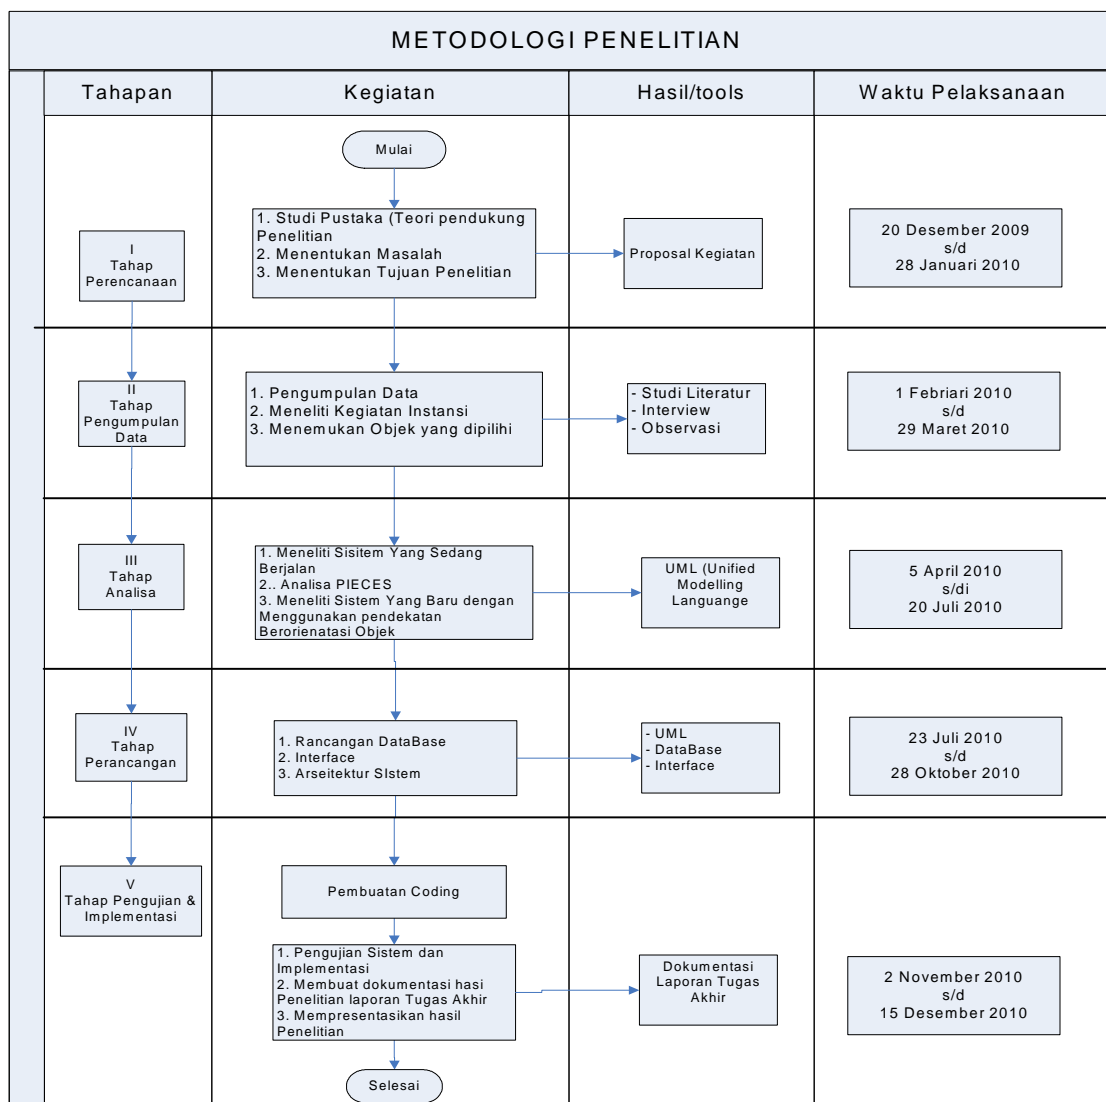 METODOLOGI PENELITIAN
Tahapan
Kegiatan
Hasil/tools
Waktu Pelaksanaan
Mulai
I
Tahap
Perencanaan
1. Studi Pustaka (Teori pendukung
Penelitian
2. Menentukan Masalah
3. Menentukan Tujuan Penelitian
Proposal Kegiatan
20 Desember 2009
s/d
28 Januari 2010
II
Tahap
Pengumpulan
Data
1. Pengumpulan Data
2. Meneliti Kegiatan Instansi
3. Menemukan Objek yang dipilihi
- Studi Literatur
- Interview
- Observasi
1 Febriari 2010
s/d
29 Maret 2010
III
Tahap
Analisa
1. Meneliti Sisitem Yang Sedang
Berjalan
2.. Analisa PIECES
3. Meneliti Sistem Yang Baru dengan
Menggunakan pendekatan
Berorienatasi Objek
UML (Unified
Modelling
Languange
5 April 2010
s/di
20 Juli 2010
IV
Tahap
Perancangan
1. Rancangan DataBase
2. Interface
3. Arseitektur SIstem
- UML
- DataBase
- Interface
23 Juli 2010
s/d
28 Oktober 2010
V
Tahap Pengujian &
Implementasi
Pembuatan Coding
1. Pengujian Sistem dan
Implementasi
2. Membuat dokumentasi hasi
Penelitian laporan Tugas Akhir
3. Mempresentasikan hasil
Penelitian
Dokumentasi
Laporan Tugas
Akhir
2 November 2010
s/d
15 Desember 2010
Selesai